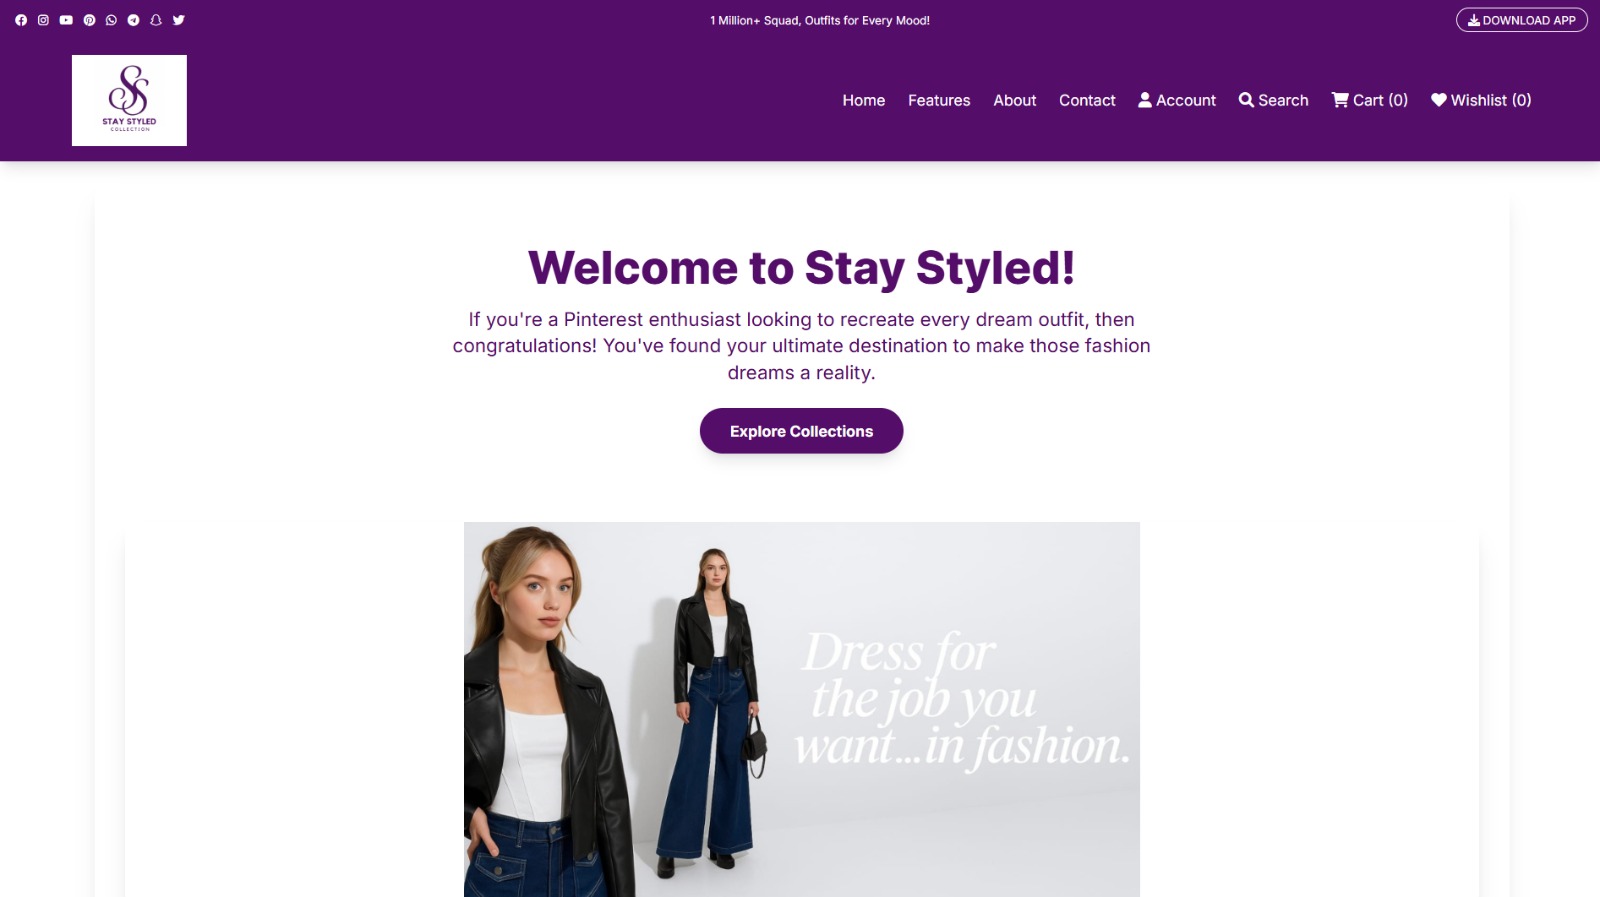 1 Million+ Squad, Outfits for Every Mood!
DOWNLOAD APP
SS
STAY STYLED
COLLECTION
Home Features About Contact Account Search Cart (0) Wishlist (0)
Welcome to Stay Styled!
If you're a Pinterest enthusiast looking to recreate every dream outfit, then
congratulations! You've found your ultimate destination to make those fashion
dreams a reality.
Explore Collections
Dress for
the job you
want...in fashion.